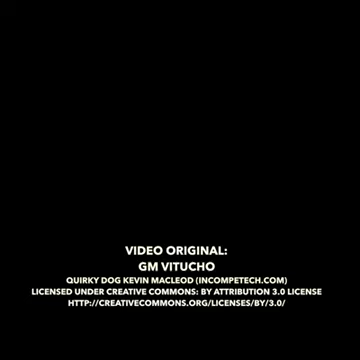 VIDEO ORIGINAL:
GM VITUCHO
QUIRKY DOG KEVIN MACLEOD (INCOMPETECH.COM)
LICENSED UNDER CREATIVE COMMONS: BY ATTRIBUTION 3.0 LICENSE
HTTP://CREATIVECOMMONS.ORG/LICENSES/BY/3.0/